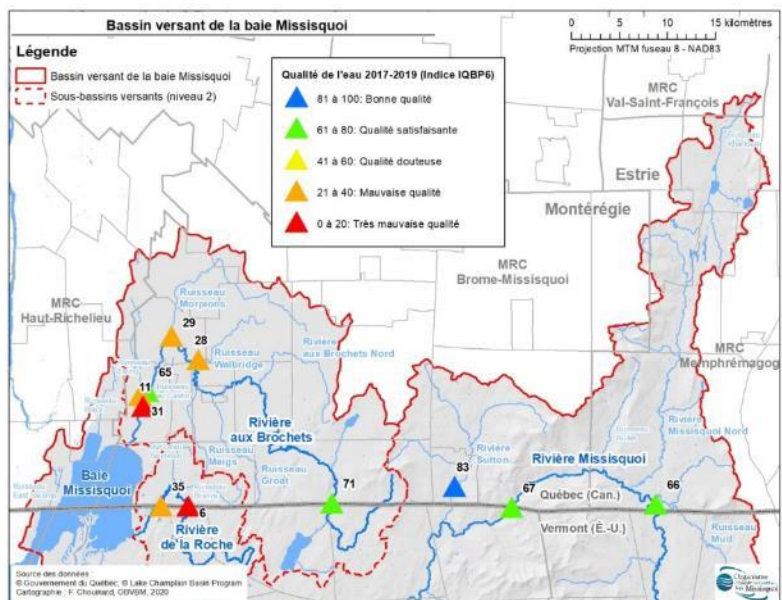 Bassin versant de la baie Missisquoi
0 5 10 15 kilomètres
Projection MTM fuseau 8 - NAD83
Légende
Bassin versant de la baie Missisquoi
Sous-bassins versants (niveau 2)
Qualité de l'eau 2017-2019 (Indice IQBP6)
81 à 100: Bonne qualité
61 à 80: Qualité satisfaisante
41 à 60: Qualité douteuse
21 à 40: Mauvaise qualité
0 à 20: Très mauvaise qualité
MRC
Val-Saint-François
Estrie
Montérégie
MRC
Brome-Missisquoi
MRC
Haut-Richelieu
MRC
Memphrémagog
Ruisseau
Morpions
29
28
Ruisseau
Walbridge
Rivière
aux Brochets Nord
65
11
31
Rivière
aux Brochets
Ruisseau
Meigs
Ruisseau
Groat
Baie
Missisquoi
35
6
Rivière
de la Roche
71
83
Rivière
Sutton
Rivière Missisquoi
67
Rivière
Missisquoi Nord
66
Québec (Can.)
Vermont (É.-U.)
Ruisseau
Mud
Source des données :
© Gouvernement du Québec; © Lake Champlain Basin Program
Cartographie : F. Chouinard, OBVBM, 2020
Organisme
Missisquoi